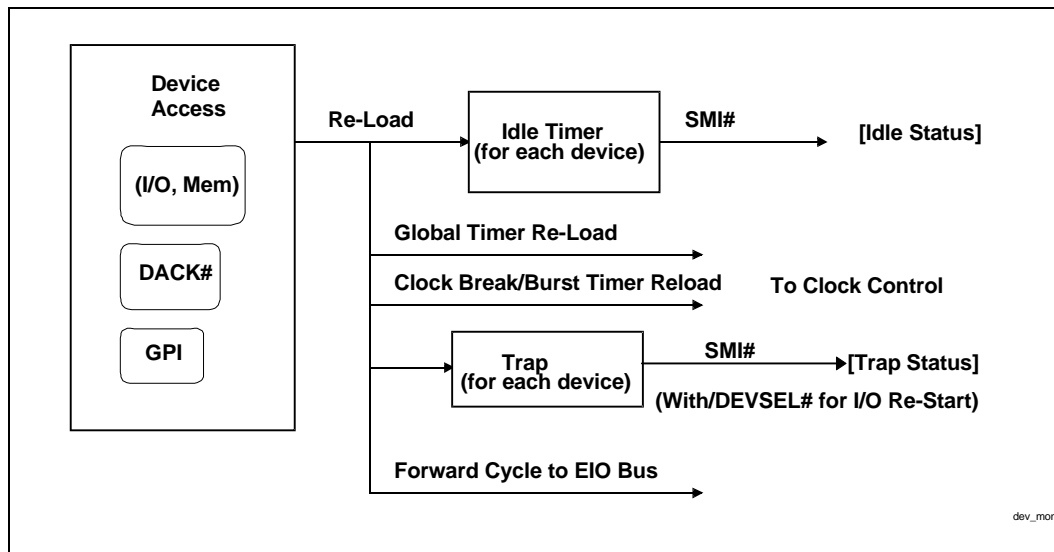 Device
Access
(I/O, Mem)
DACK#
GPI
Re-Load
Idle Timer
(for each device)
SMI#
[Idle Status]
Global Timer Re-Load
Clock Break/Burst Timer Reload
To Clock Control
Trap
(for each device)
SMI#
[Trap Status]
(With/DEVSEL# for I/O Re-Start)
Forward Cycle to EIO Bus
dev_mon